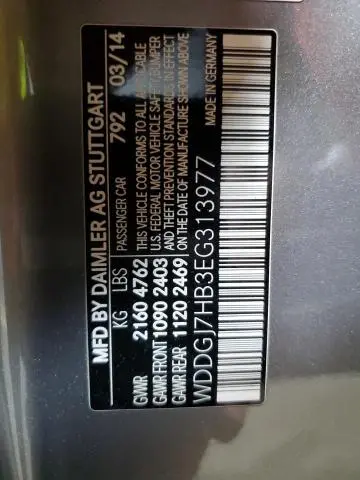 MFD BY DAIMLER AG STUTTGART
KG LBS PASSENGER CAR 792 03/14
GVWR 2160 4762 THIS VEHICLE CONFORMS TO ALL APPLICABLE
GAWR FRONT 1090 2403 U.S. FEDERAL MOTOR VEHICLE SAFETY, BUMPER
GAWR REAR 1120 2469 AND THEFT PREVENTION STANDARDS IN EFFECT
ON THE DATE OF MANUFACTURE SHOWN ABOVE
WDDGJ7HB3EG313977 MADE IN GERMANY